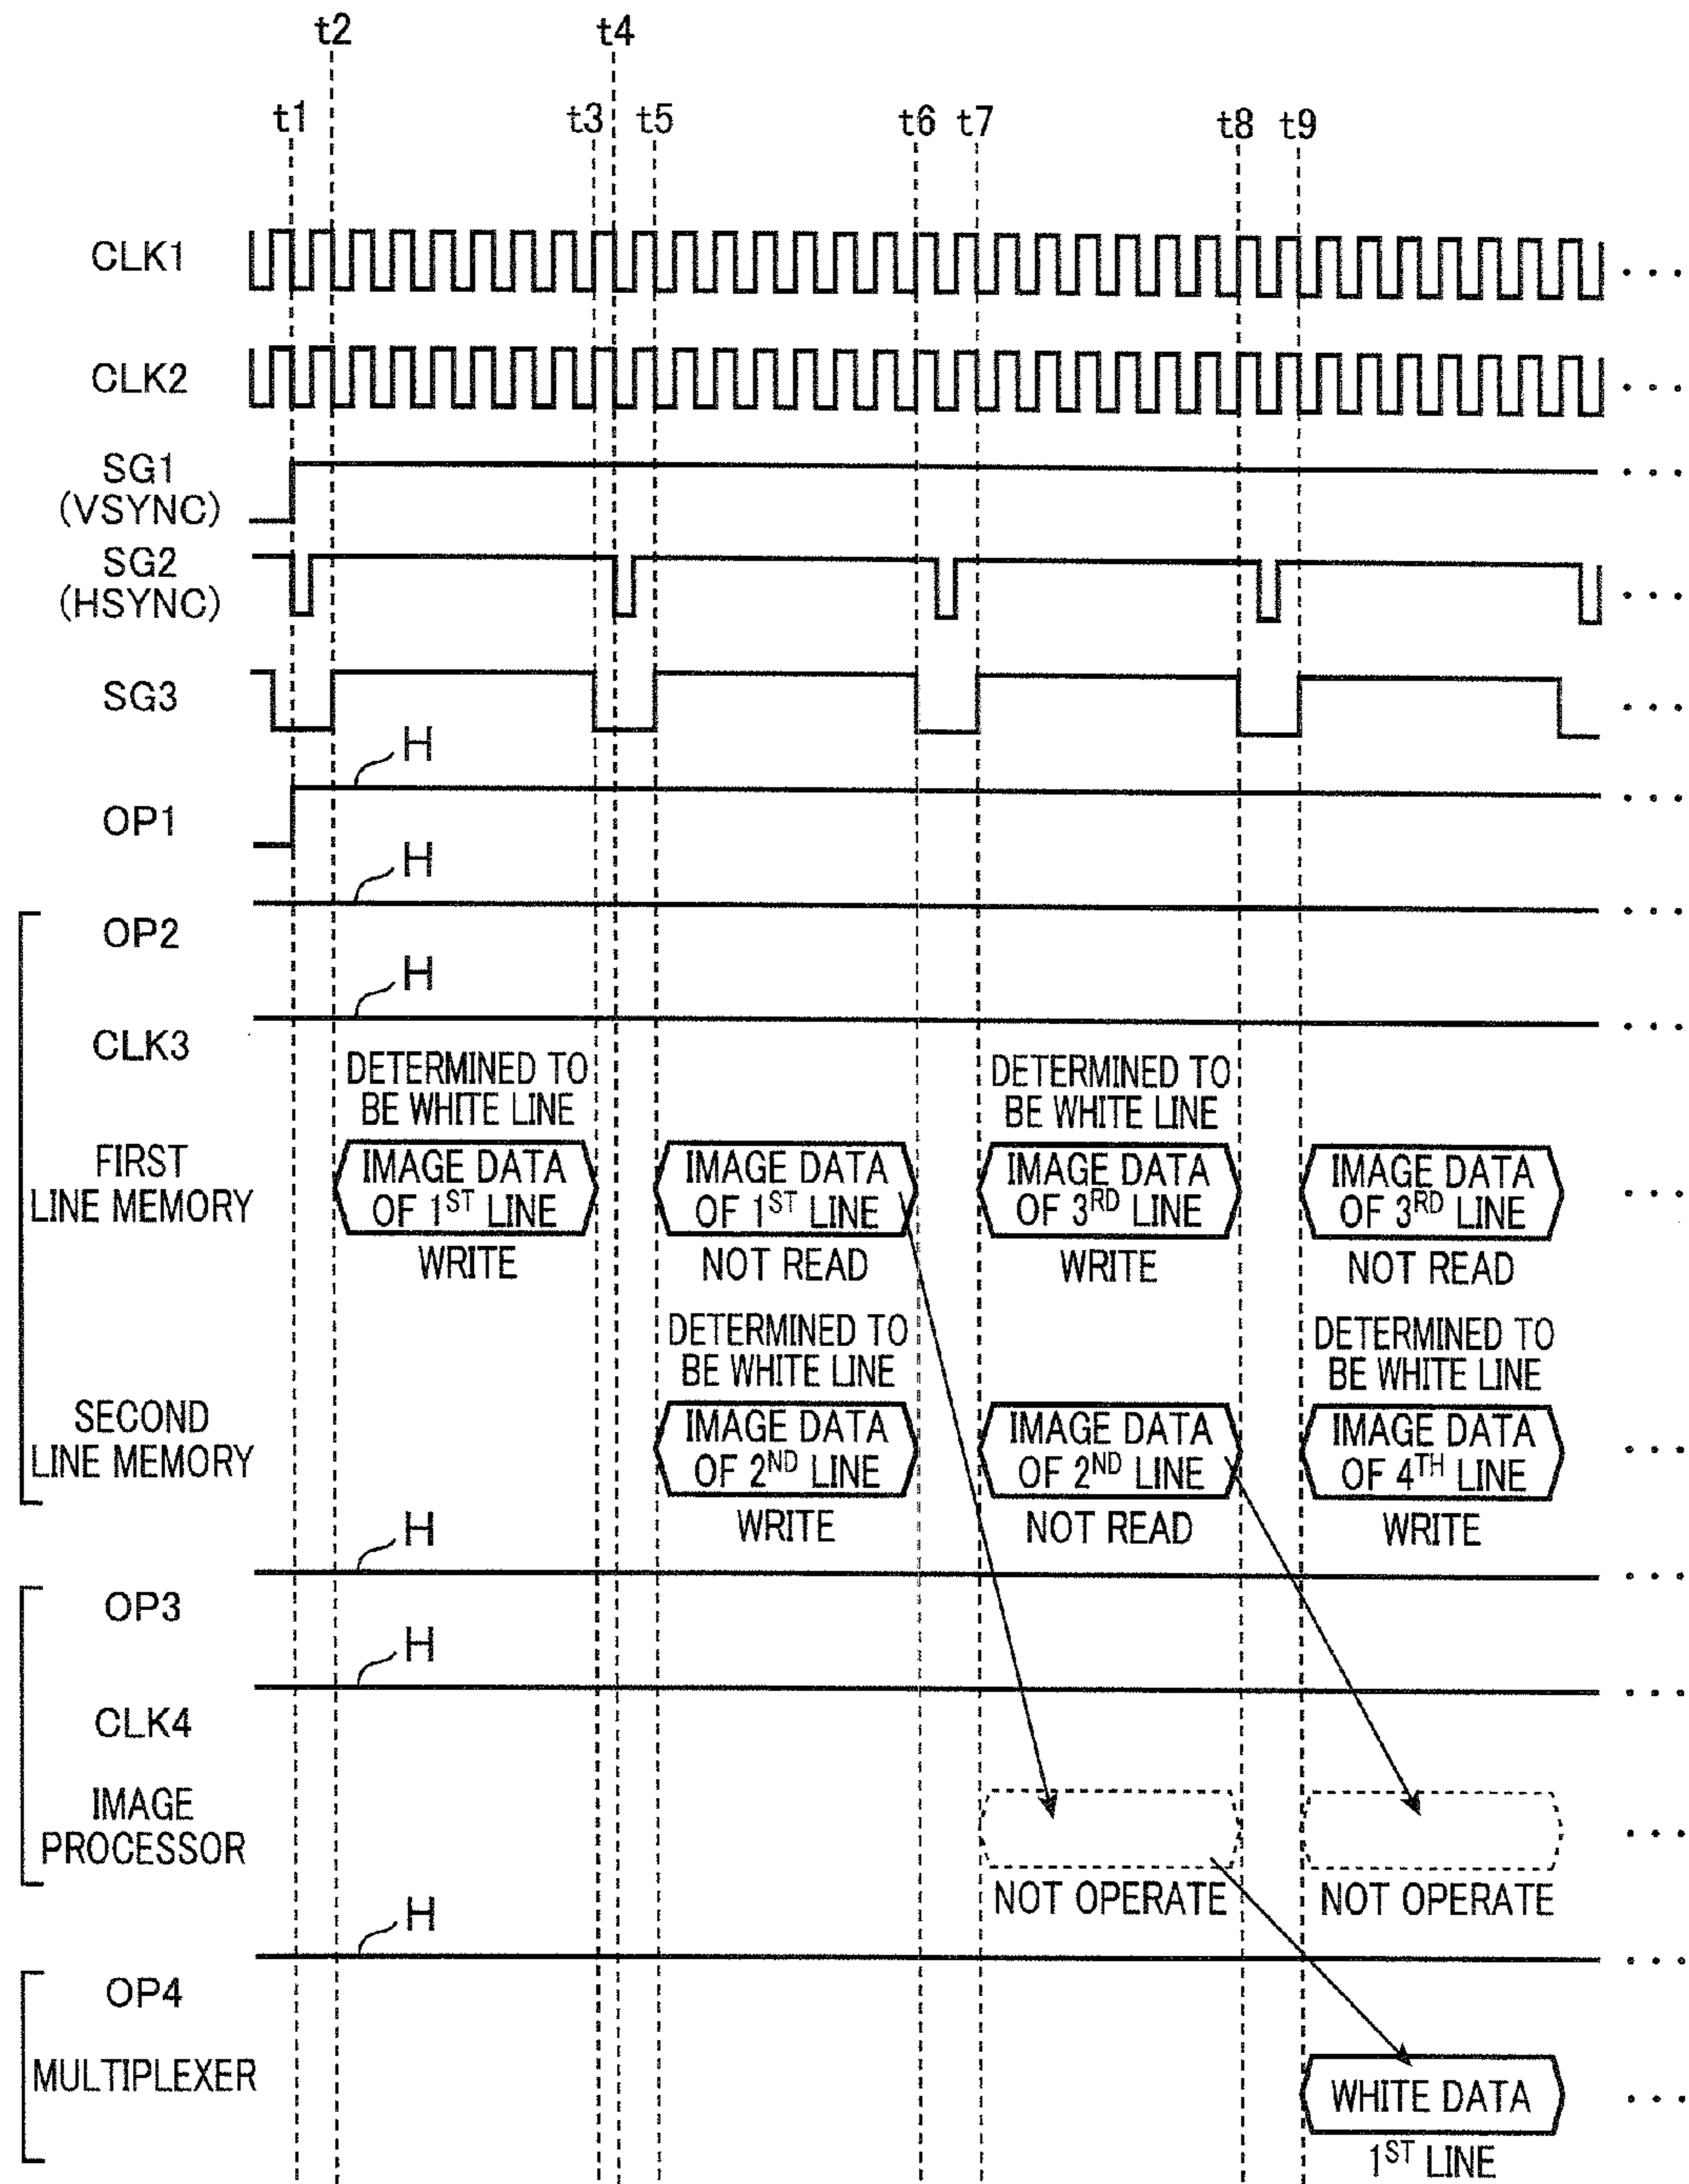 t2 t4
t1 t3 t5 t6 t7 t8 t9
CLK1 ...
CLK2 ...
SG1
(VSYNC) ...
SG2
(HSYNC) ...
SG3 ...
H
OP1 ...
H
OP2 ...
H
CLK3 ...
DETERMINED TO
BE WHITE LINE
DETERMINED TO
BE WHITE LINE
FIRST
LINE MEMORY
IMAGE DATA
OF 1ST LINE
WRITE
IMAGE DATA
OF 1ST LINE
NOT READ
IMAGE DATA
OF 3RD LINE
WRITE
IMAGE DATA
OF 3RD LINE
NOT READ
...
DETERMINED TO
BE WHITE LINE
DETERMINED TO
BE WHITE LINE
SECOND
LINE MEMORY
IMAGE DATA
OF 2ND LINE
WRITE
IMAGE DATA
OF 2ND LINE
NOT READ
IMAGE DATA
OF 4TH LINE
WRITE
...
H
OP3 ...
H
CLK4 ...
IMAGE
PROCESSOR
NOT OPERATE
NOT OPERATE
...
H
OP4 ...
MULTIPLEXER
WHITE DATA
1ST LINE
...